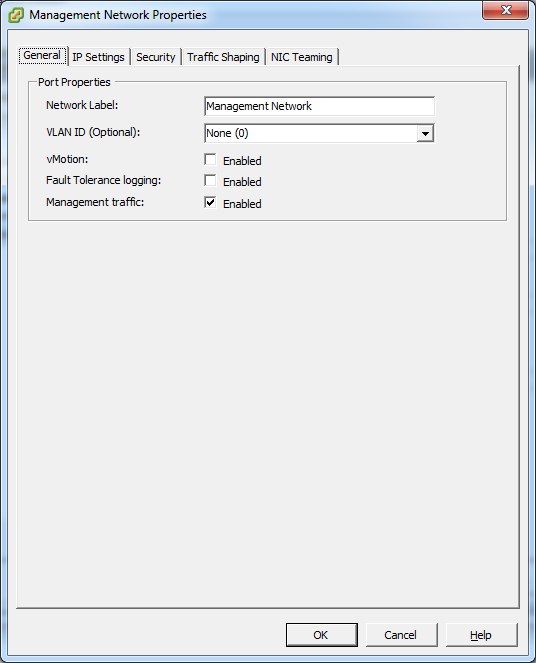 Management Network Properties
General IP Settings Security Traffic Shaping NIC Teaming
Port Properties
Network Label: Management Network
VLAN ID (Optional): None (0)
vMotion: Enabled
Fault Tolerance logging: Enabled
Management traffic: Enabled
OK Cancel Help